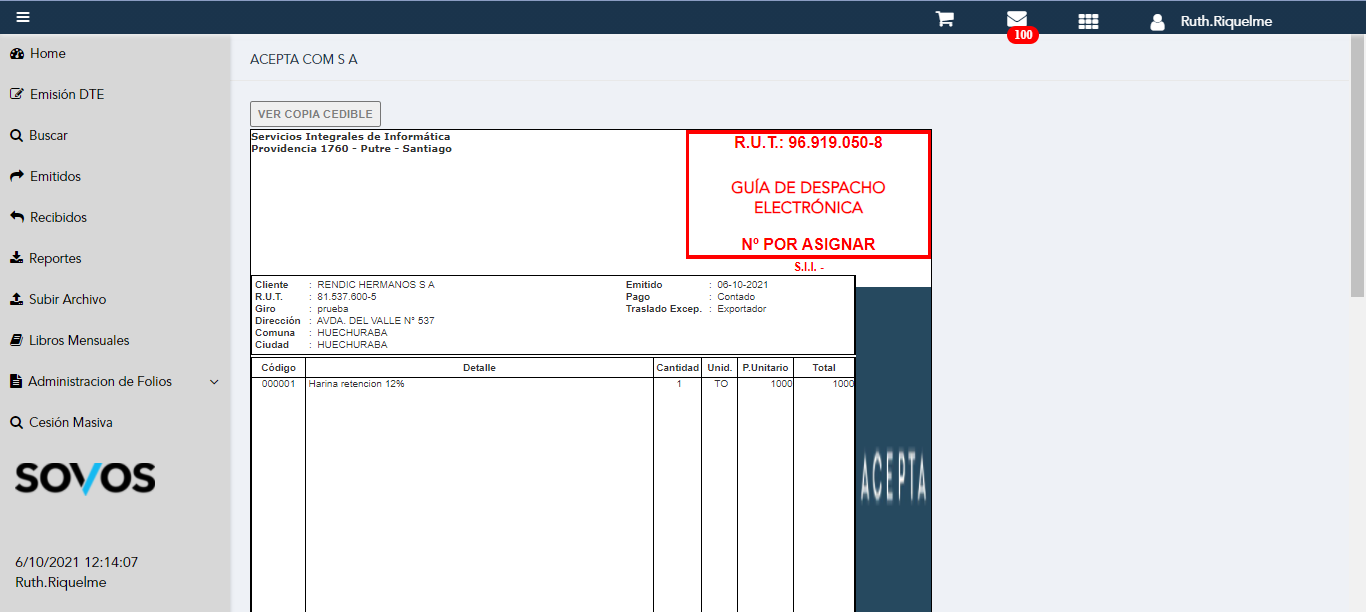 Ruth.Riquelme
100
Home
Emisión DTE
Buscar
Emitidos
Recibidos
Reportes
Subir Archivo
Libros Mensuales
Administracion de Folios
Cesión Masiva
SOVOS
6/10/2021 12:14:07
Ruth.Riquelme
ACEPTA COM S A
VER COPIA CEDIBLE
Servicios Integrales de Informática
Providencia 1760 - Putre - Santiago
R.U.T.: 96.919.050-8
GUÍA DE DESPACHO
ELECTRÓNICA
Nº POR ASIGNAR
S.I.I. -
Cliente : RENDIC HERMANOS S A Emitido : 06-10-2021
R.U.T. : 81.537.600-5 Pago : Contado
Giro : prueba Traslado Excep. : Exportador
Dirección : AVDA. DEL VALLE N° 537
Comuna : HUECHURABA
Ciudad : HUECHURABA
Código Detalle Cantidad Unid. P.Unitario Total
000001 Harina retencion 12% 1 TO 1000 1000
ACEPTA